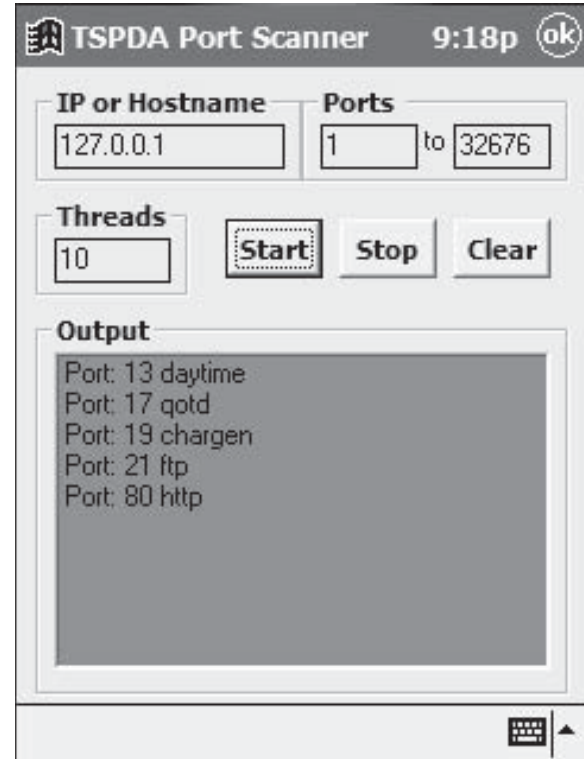 TSPDA Port Scanner 9:18p ok
IP or Hostname Ports
127.0.0.1 1 to 32676
Threads
10 Start Stop Clear
Output
Port: 13 daytime
Port: 17 qotd
Port: 19 chargen
Port: 21 ftp
Port: 80 http